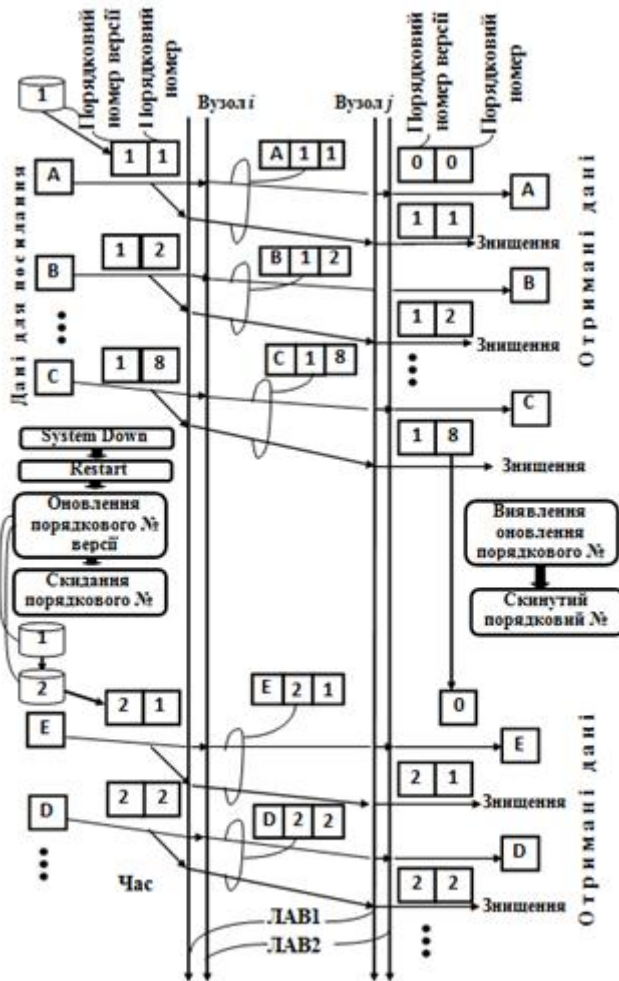 Порядковий
номер версії
Порядковий
номер
Вузол i
Вузол j
Порядковий
номер версії
Порядковий
номер
1
1 1
A 1 1
0 0
A
A
1 1
Знищення
1 2
B 1 2
B
B
1 2
Знищення
1 8
C 1 8
C
C
1 8
Знищення
Дані для посилання
Отримані дані
System Down
Restart
Оновлення
порядкового №
версії
Скидання
порядкового №
Виявлення
оновлення
порядкового №
Скинутий
порядковий №
1
2
2 1
E 2 1
0
E
E
2 1
Знищення
2 2
D 2 2
D
D
2 2
Знищення
Отримані дані
Час
ЛАВ1
ЛАВ2